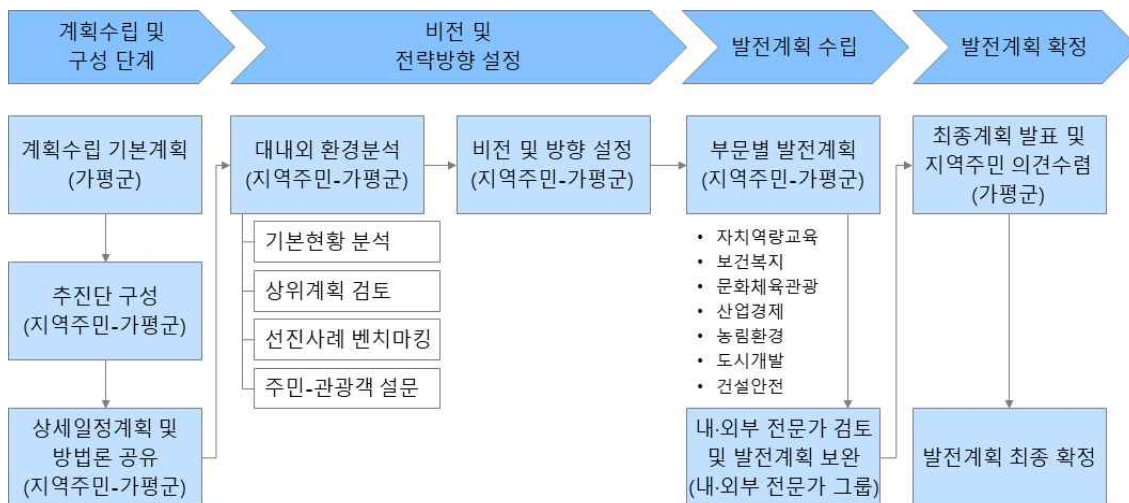 계획수립 및
구성 단계
비전 및
전략방향 설정
발전계획 수립
발전계획 확정
계획수립 기본계획
(가평군)
추진단 구성
(지역주민-가평군)
상세일정계획 및
방법론 공유
(지역주민-가평군)
대내외 환경분석
(지역주민-가평군)
기본현황 분석
상위계획 검토
선진사례 벤치마킹
주민-관광객 설문
비전 및 방향 설정
(지역주민-가평군)
부문별 발전계획
(지역주민-가평군)
• 자치역량교육
• 보건복지
• 문화체육관광
• 산업경제
• 농림환경
• 도시개발
• 건설안전
내·외부 전문가 검토
및 발전계획 보완
(내·외부 전문가 그룹)
최종계획 발표 및
지역주민 의견수렴
(가평군)
발전계획 최종 확정